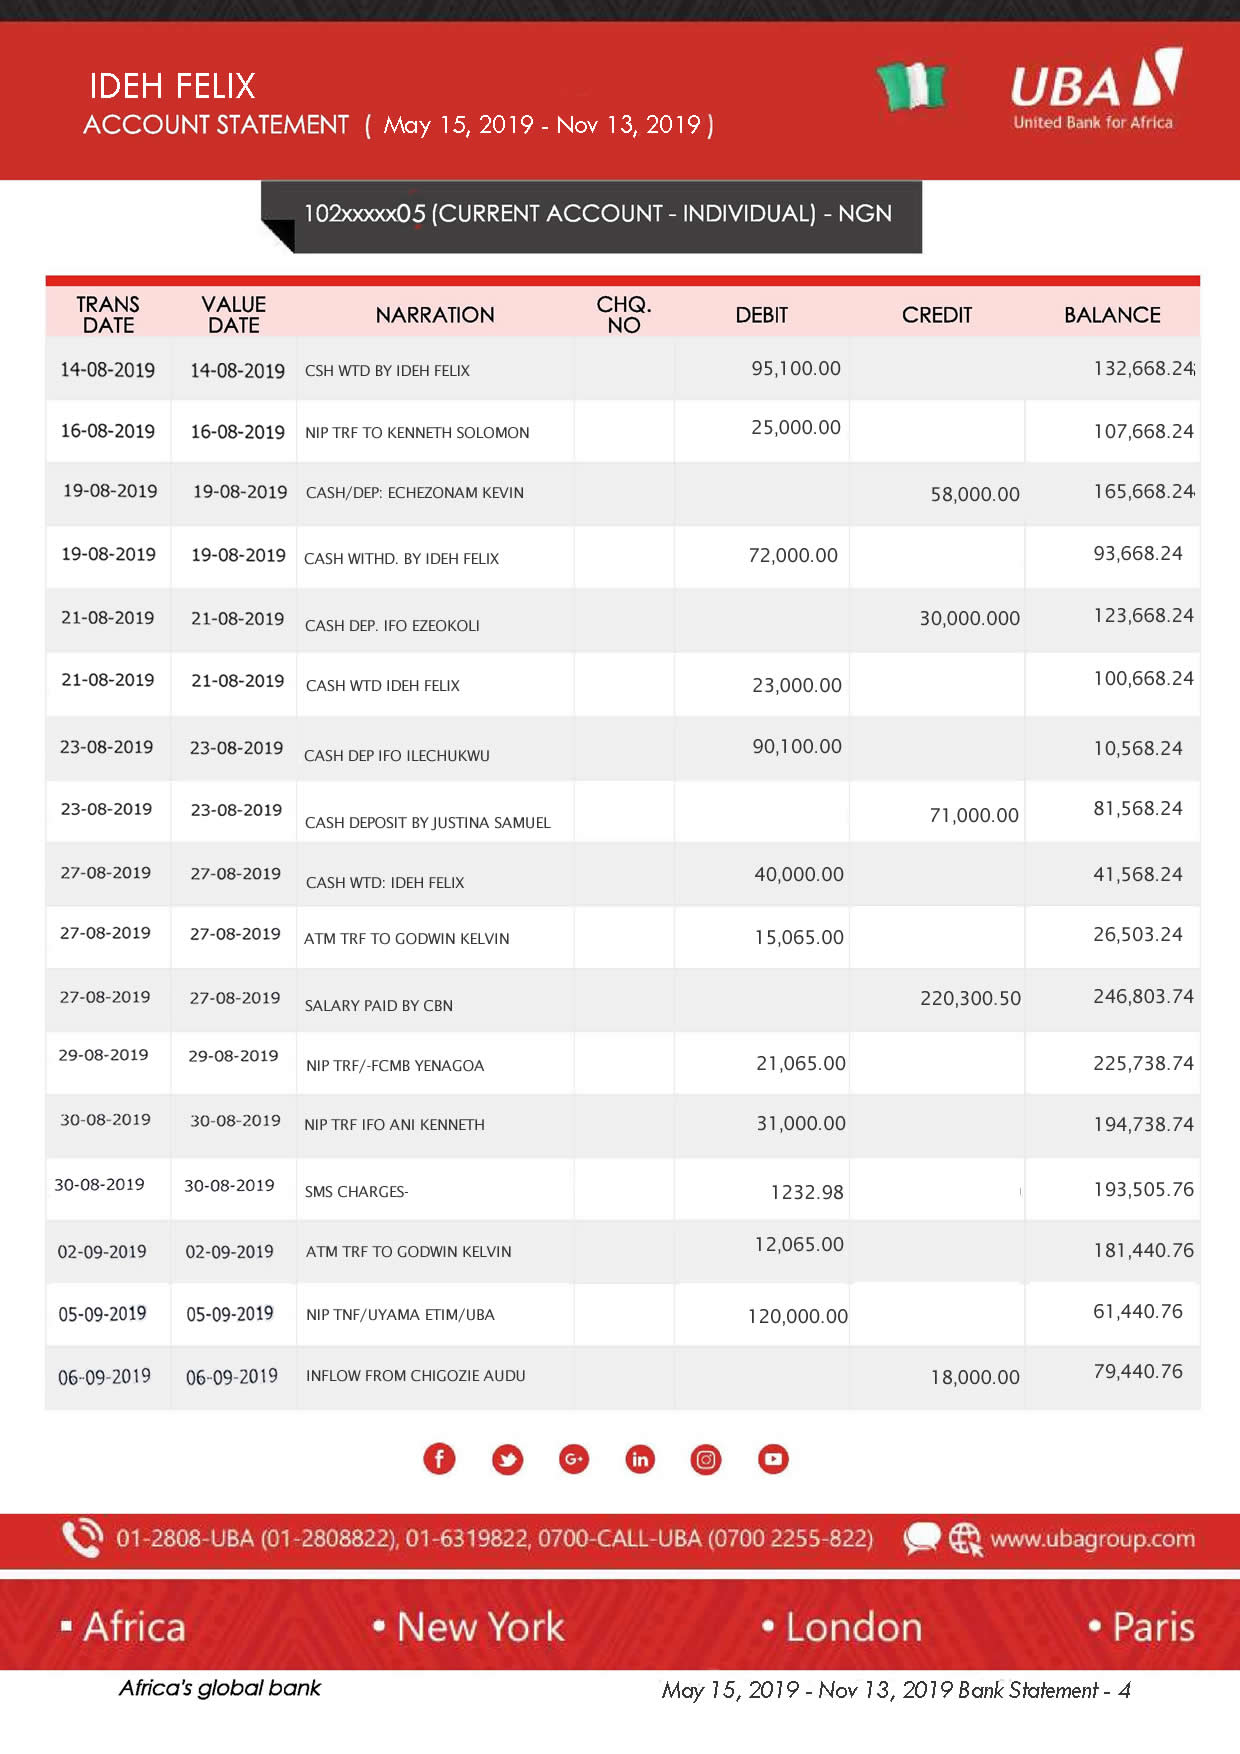 IDEH FELIX
ACCOUNT STATEMENT ( May 15, 2019 - Nov 13, 2019 )
UBA
United Bank for Africa
102xxxxx05 (CURRENT ACCOUNT - INDIVIDUAL) - NGN
TRANS DATE VALUE DATE NARRATION CHQ. NO DEBIT CREDIT BALANCE
14-08-2019 14-08-2019 CSH WTD BY IDEH FELIX 95,100.00 132,668.24
16-08-2019 16-08-2019 NIP TRF TO KENNETH SOLOMON 25,000.00 107,668.24
19-08-2019 19-08-2019 CASH/DEP: ECHEZONAM KEVIN 58,000.00 165,668.24
19-08-2019 19-08-2019 CASH WITHD. BY IDEH FELIX 72,000.00 93,668.24
21-08-2019 21-08-2019 CASH DEP. IFO EZEOKOLI 30,000.000 123,668.24
21-08-2019 21-08-2019 CASH WTD IDEH FELIX 23,000.00 100,668.24
23-08-2019 23-08-2019 CASH DEP IFO ILECHUKWU 90,100.00 10,568.24
23-08-2019 23-08-2019 CASH DEPOSIT BY JUSTINA SAMUEL 71,000.00 81,568.24
27-08-2019 27-08-2019 CASH WTD: IDEH FELIX 40,000.00 41,568.24
27-08-2019 27-08-2019 ATM TRF TO GODWIN KELVIN 15,065.00 26,503.24
27-08-2019 27-08-2019 SALARY PAID BY CBN 220,300.50 246,803.74
29-08-2019 29-08-2019 NIP TRF/-FCMB YENAGOA 21,065.00 225,738.74
30-08-2019 30-08-2019 NIP TRF IFO ANI KENNETH 31,000.00 194,738.74
30-08-2019 30-08-2019 SMS CHARGES- 1232.98 193,505.76
02-09-2019 02-09-2019 ATM TRF TO GODWIN KELVIN 12,065.00 181,440.76
05-09-2019 05-09-2019 NIP TNF/UYAMA ETIM/UBA 120,000.00 61,440.76
06-09-2019 06-09-2019 INFLOW FROM CHIGOZIE AUDU 18,000.00 79,440.76
01-2808-UBA (01-2808822), 01-6319822, 0700-CALL-UBA (0700 2255-822) www.ubagroup.com
▪ Africa • New York • London • Paris
Africa's global bank May 15, 2019 - Nov 13, 2019 Bank Statement - 4